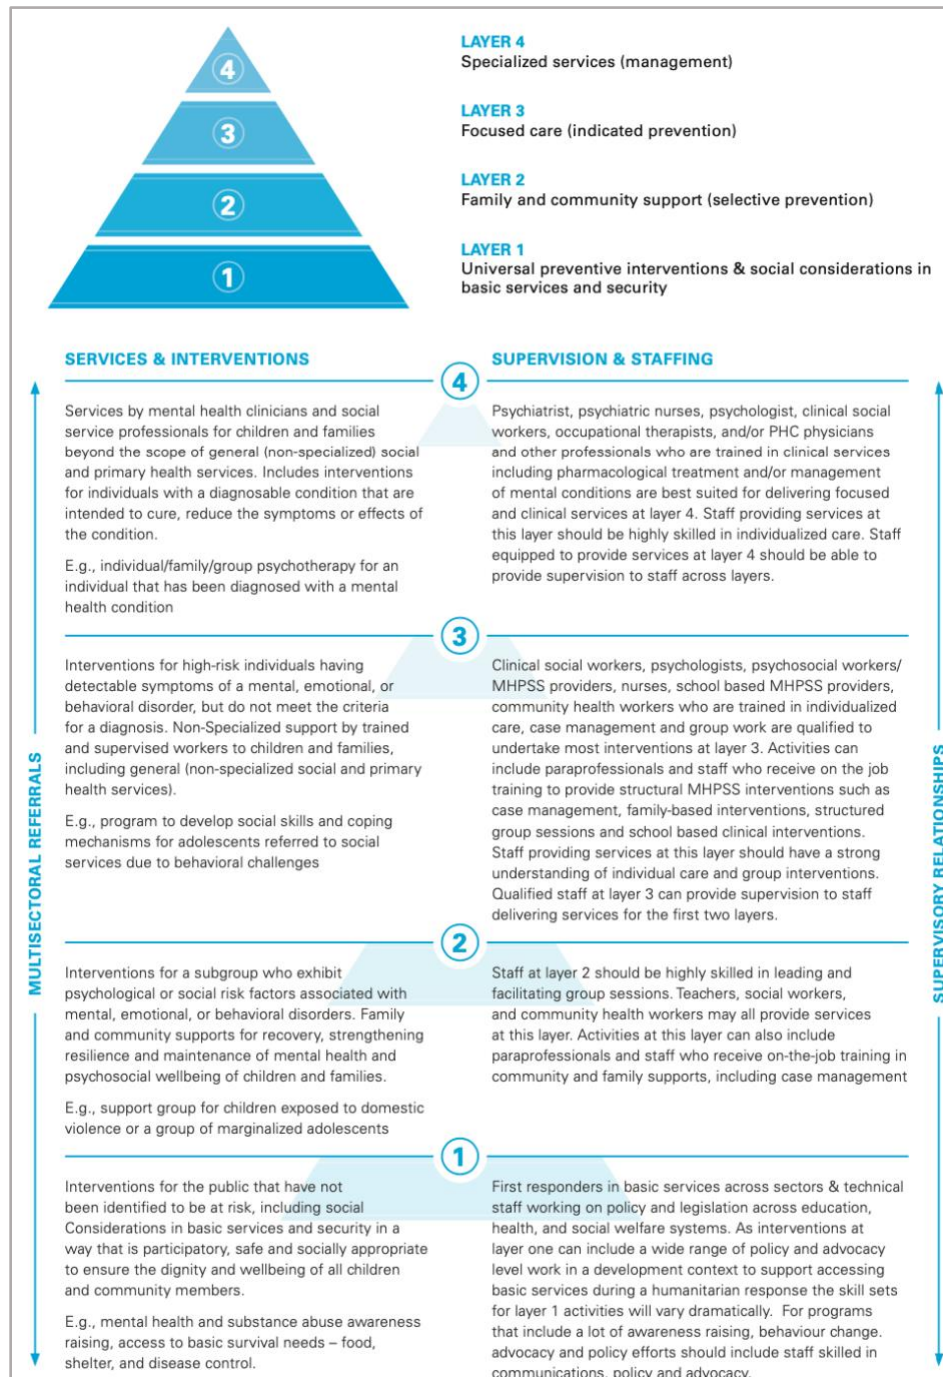 4
3
2
1
LAYER 4
Specialized services (management)
LAYER 3
Focused care (indicated prevention)
LAYER 2
Family and community support (selective prevention)
LAYER 1
Universal preventive interventions & social considerations in
basic services and security
SERVICES & INTERVENTIONS
SUPERVISION & STAFFING
MULTISECTORAL REFERRALS
SUPERVISORY RELATIONSHIPS
4
Services by mental health clinicians and social
service professionals for children and families
beyond the scope of general (non-specialized) social
and primary health services. Includes interventions
for individuals with a diagnosable condition that are
intended to cure, reduce the symptoms or effects of
the condition.
E.g., individual/family/group psychotherapy for an
individual that has been diagnosed with a mental
health condition
Psychiatrist, psychiatric nurses, psychologist, clinical social
workers, occupational therapists, and/or PHC physicians
and other professionals who are trained in clinical services
including pharmacological treatment and/or management
of mental conditions are best suited for delivering focused
and clinical services at layer 4. Staff providing services at
this layer should be highly skilled in individualized care. Staff
equipped to provide services at layer 4 should be able to
provide supervision to staff across layers.
3
Interventions for high-risk individuals having
detectable symptoms of a mental, emotional, or
behavioral disorder, but do not meet the criteria
for a diagnosis. Non-Specialized support by trained
and supervised workers to children and families,
including general (non-specialized social and primary
health services).
E.g., program to develop social skills and coping
mechanisms for adolescents referred to social
services due to behavioral challenges
Clinical social workers, psychologists, psychosocial workers/
MHPSS providers, nurses, school based MHPSS providers,
community health workers who are trained in individualized
care, case management and group work are qualified to
undertake most interventions at layer 3. Activities can
include paraprofessionals and staff who receive on the job
training to provide structural MHPSS interventions such as
case management, family-based interventions, structured
group sessions and school based clinical interventions.
Staff providing services at this layer should have a strong
understanding of individual care and group interventions.
Qualified staff at layer 3 can provide supervision to staff
delivering services for the first two layers.
2
Interventions for a subgroup who exhibit
psychological or social risk factors associated with
mental, emotional, or behavioral disorders. Family
and community supports for recovery, strengthening
resilience and maintenance of mental health and
psychosocial wellbeing of children and families.
E.g., support group for children exposed to domestic
violence or a group of marginalized adolescents
Staff at layer 2 should be highly skilled in leading and
facilitating group sessions. Teachers, social workers,
and community health workers may all provide services
at this layer. Activities at this layer can also include
paraprofessionals and staff who receive on-the-job training in
community and family supports, including case management
1
Interventions for the public that have not
been identified to be at risk, including social
Considerations in basic services and security in a
way that is participatory, safe and socially appropriate
to ensure the dignity and wellbeing of all children
and community members.
E.g., mental health and substance abuse awareness
raising, access to basic survival needs – food,
shelter, and disease control.
First responders in basic services across sectors & technical
staff working on policy and legislation across education,
health, and social welfare systems. As interventions at
layer one can include a wide range of policy and advocacy
level work in a development context to support accessing
basic services during a humanitarian response the skill sets
for layer 1 activities will vary dramatically. For programs
that include a lot of awareness raising, behaviour change.
advocacy and policy efforts should include staff skilled in
communications, policy and advocacy.